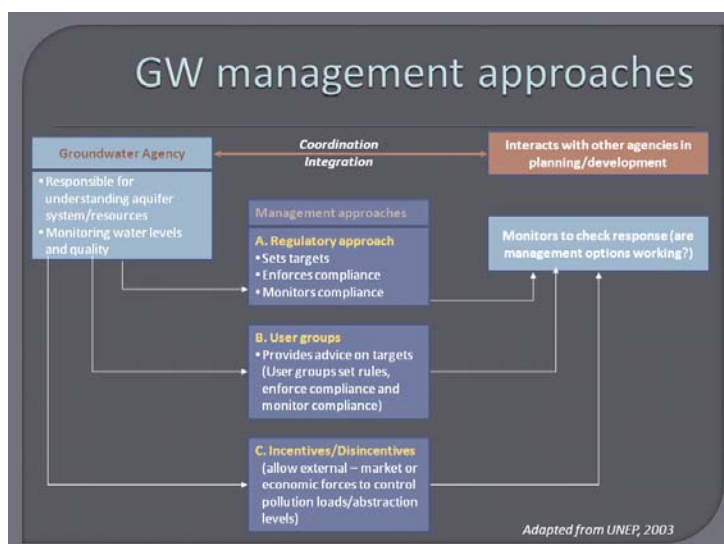 GW management approaches
Groundwater Agency
• Responsible for
understanding aquifer
system/resources
• Monitoring water levels
and quality
Coordination
Integration
Interacts with other agencies in
planning/development
Management approaches
A. Regulatory approach
• Sets targets
• Enforces compliance
• Monitors compliance
Monitors to check response (are
management options working?)
B. User groups
• Provides advice on targets
(User groups set rules,
enforce compliance and
monitor compliance)
C. Incentives/Disincentives
(allow external – market or
economic forces to control
pollution loads/abstraction
levels)
Adapted from UNEP, 2003